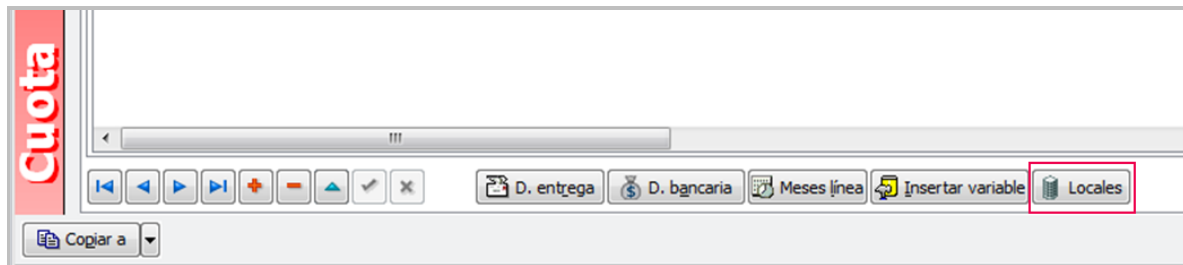 Cuota
D. entrega D. bancaria Meses línea Insertar variable Locales
Copiar a